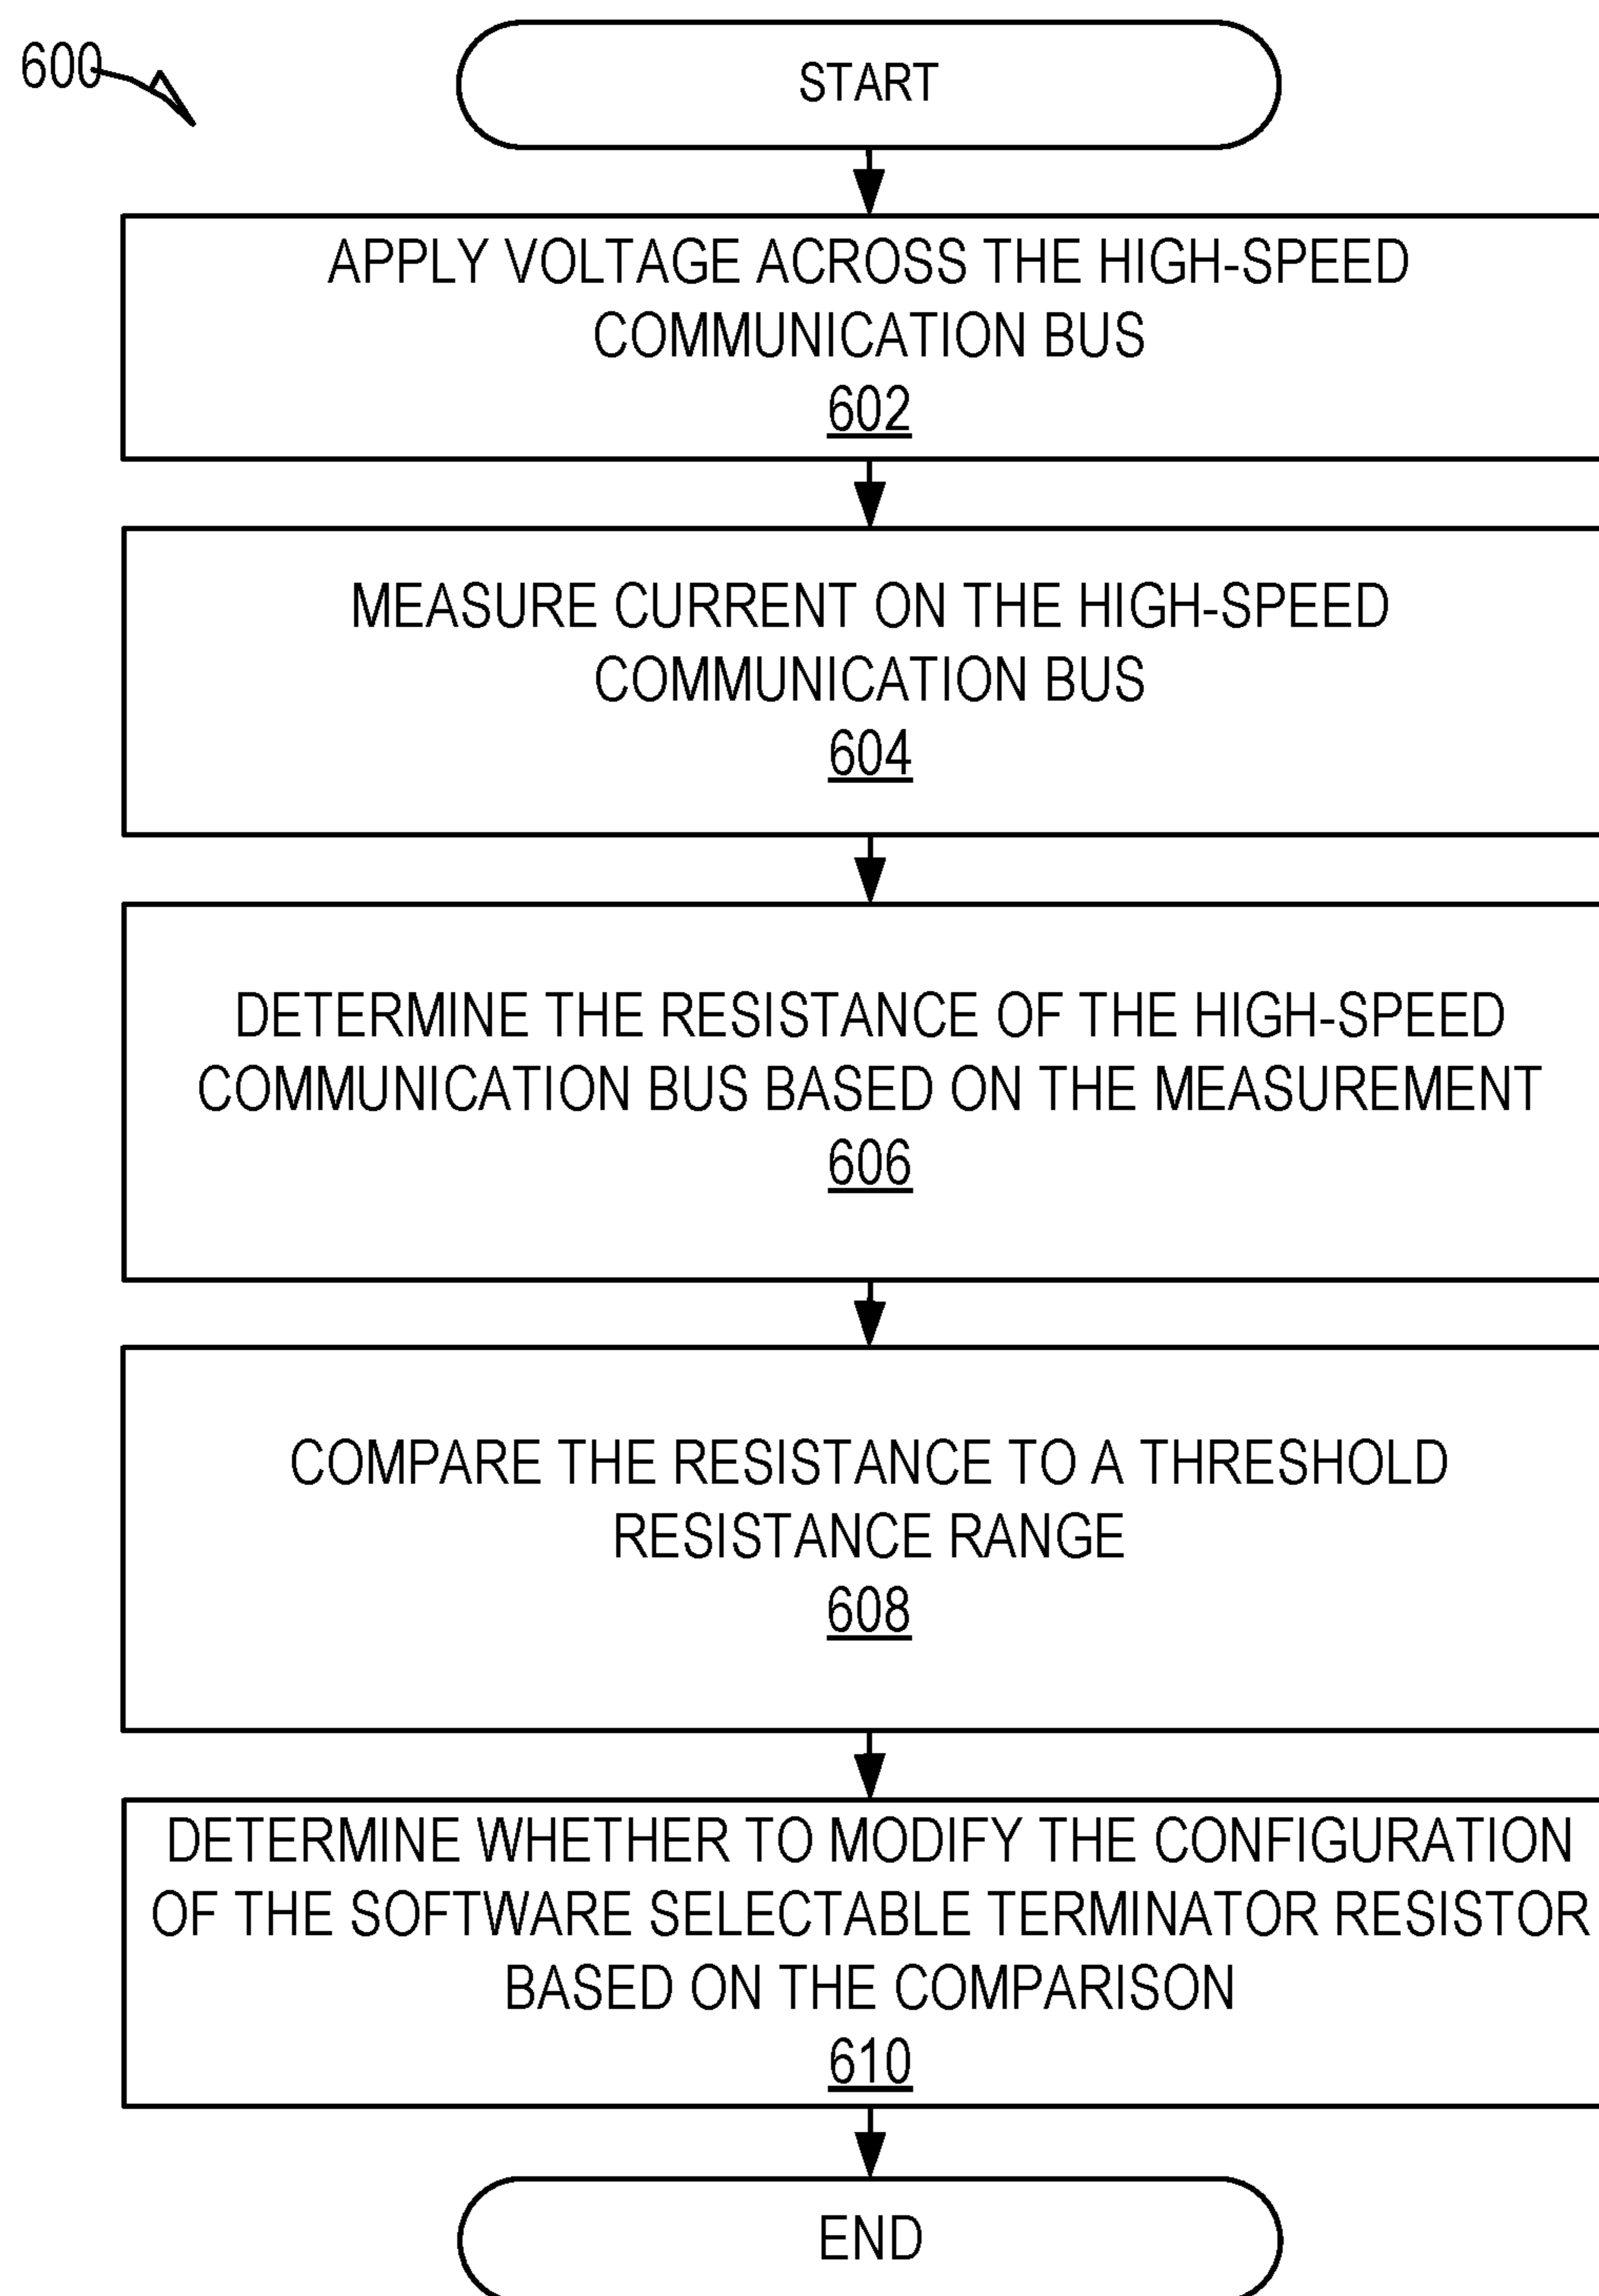 600
START
APPLY VOLTAGE ACROSS THE HIGH-SPEED
COMMUNICATION BUS
602
MEASURE CURRENT ON THE HIGH-SPEED
COMMUNICATION BUS
604
DETERMINE THE RESISTANCE OF THE HIGH-SPEED
COMMUNICATION BUS BASED ON THE MEASUREMENT
606
COMPARE THE RESISTANCE TO A THRESHOLD
RESISTANCE RANGE
608
DETERMINE WHETHER TO MODIFY THE CONFIGURATION
OF THE SOFTWARE SELECTABLE TERMINATOR RESISTOR
BASED ON THE COMPARISON
610
END